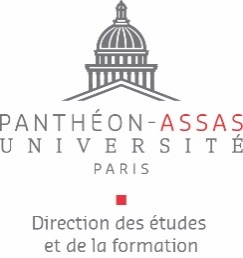 PANTHÉON-ASSAS
UNIVERSITÉ
PARIS
Direction des études
et de la formation